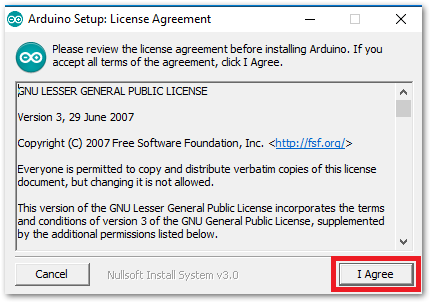 Arduino Setup: License Agreement
Please review the license agreement before installing Arduino. If you
accept all terms of the agreement, click I Agree.
GNU LESSER GENERAL PUBLIC LICENSE
Version 3, 29 June 2007
Copyright (C) 2007 Free Software Foundation, Inc. <http://fsf.org/>
Everyone is permitted to copy and distribute verbatim copies of this license
document, but changing it is not allowed.
This version of the GNU Lesser General Public License incorporates the terms
and conditions of version 3 of the GNU General Public License, supplemented
by the additional permissions listed below.
Cancel
Nullsoft Install System v3.0
I Agree